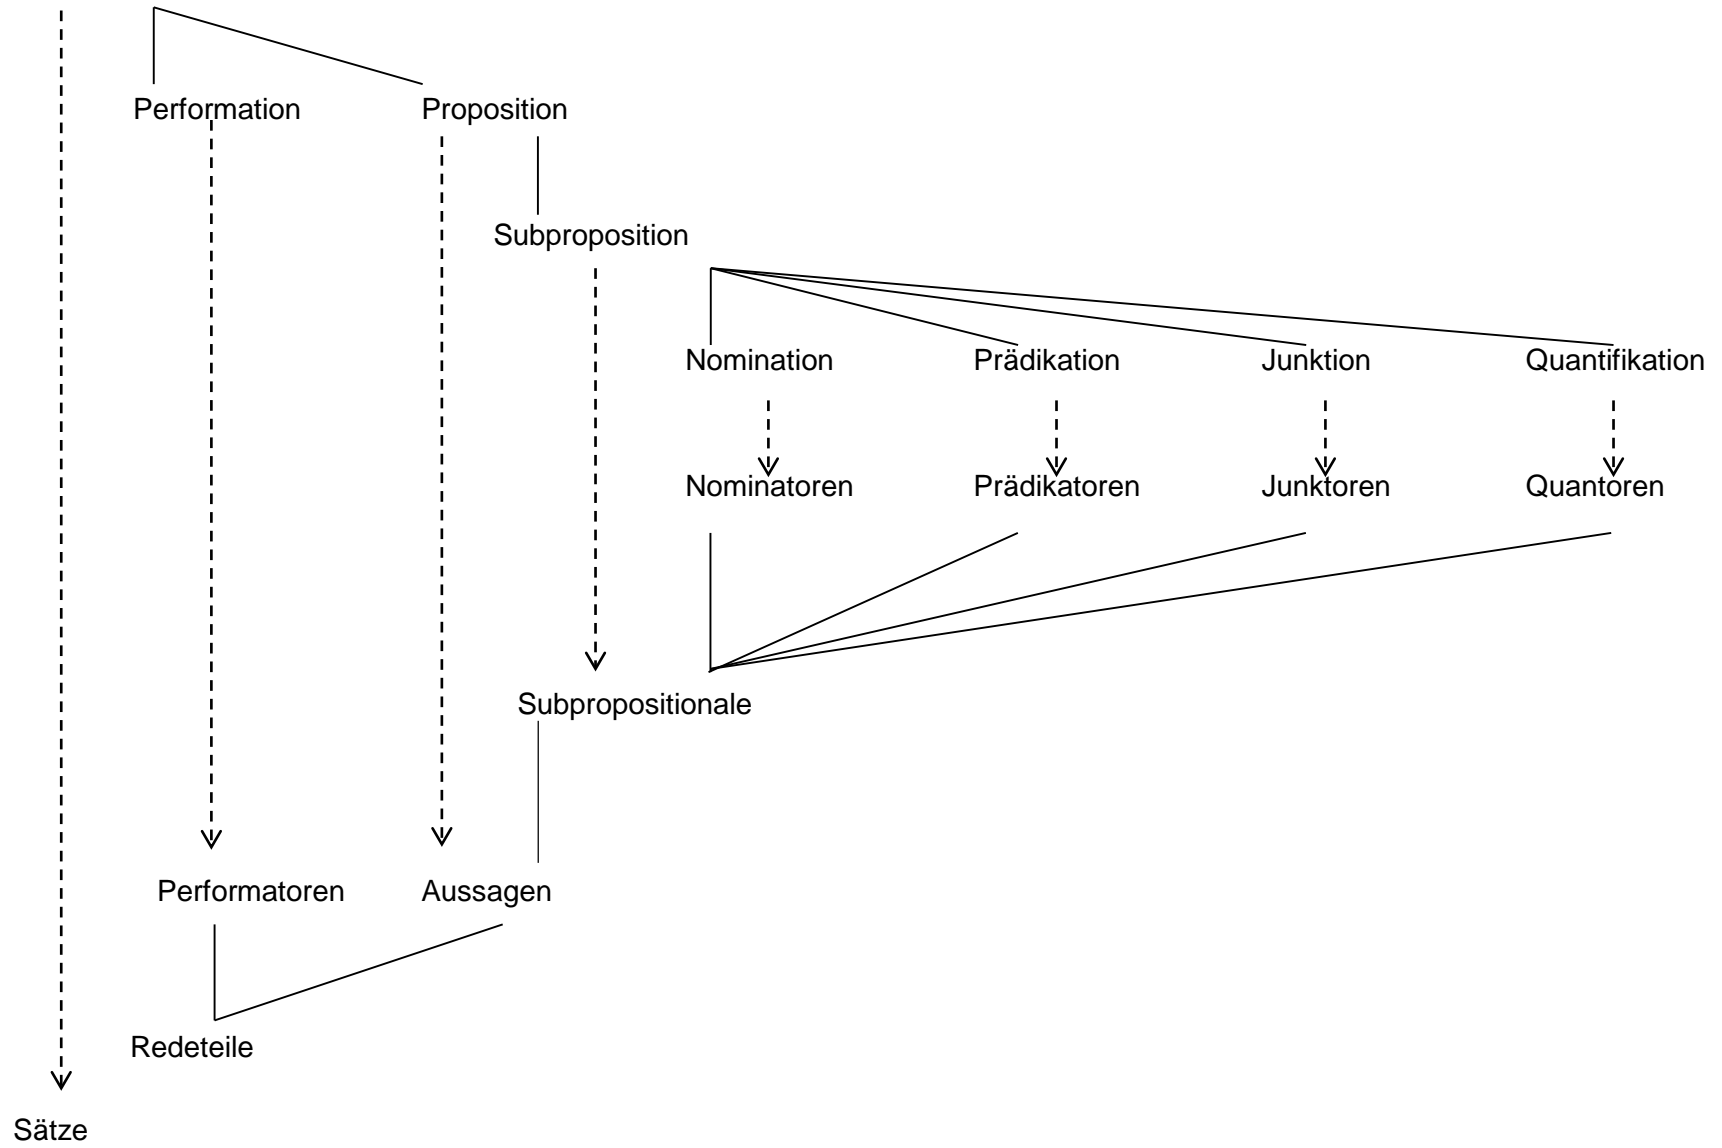 Performation Proposition
Subproposition
Nomination Prädikation Junktion Quantifikation
Nominatoren Prädikatoren Junktoren Quantoren
Subpropositionale
Performatoren Aussagen
Redeteile
Sätze